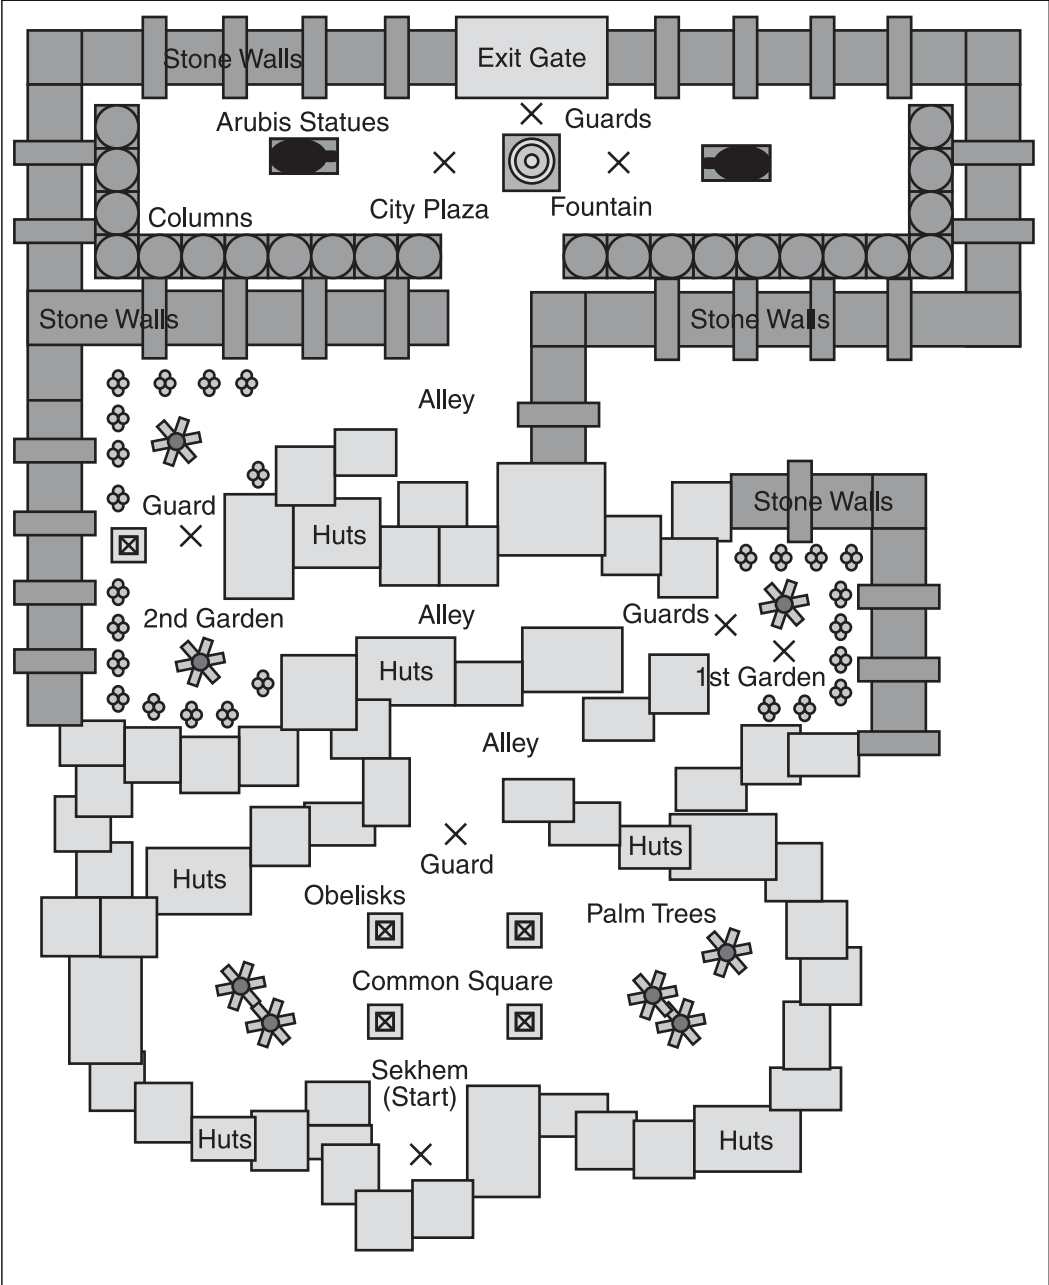 Stone Walls
Exit Gate
Arubis Statues
Guards
City Plaza
Fountain
Columns
Stone Walls
Stone Walls
Alley
Guard
Huts
Stone Walls
2nd Garden
Alley
Guards
Huts
1st Garden
Alley
Guard
Huts
Huts
Obelisks
Palm Trees
Common Square
Sekhem
(Start)
Huts
Huts